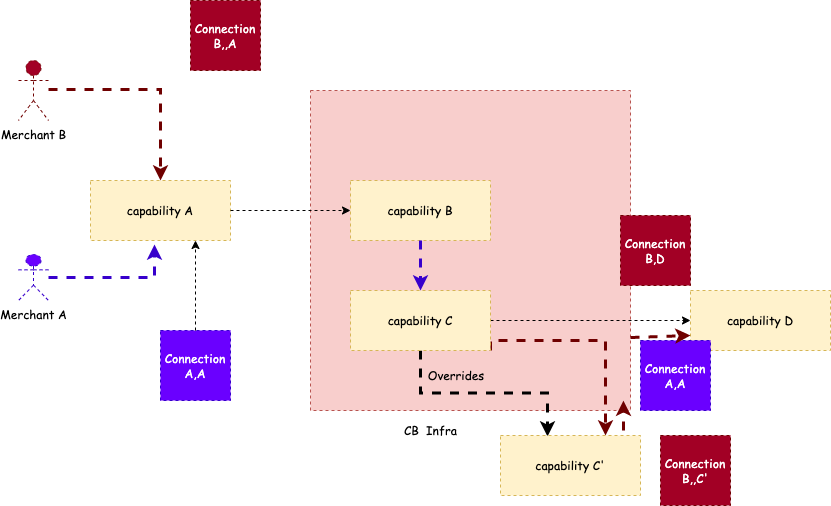 Connection
B,,A
Merchant B
capability A
capability B
Connection
B,D
Merchant A
capability C
capability D
Connection
A,A
Connection
A,A
Overrides
CB Infra
capability C'
Connection
B,,C'